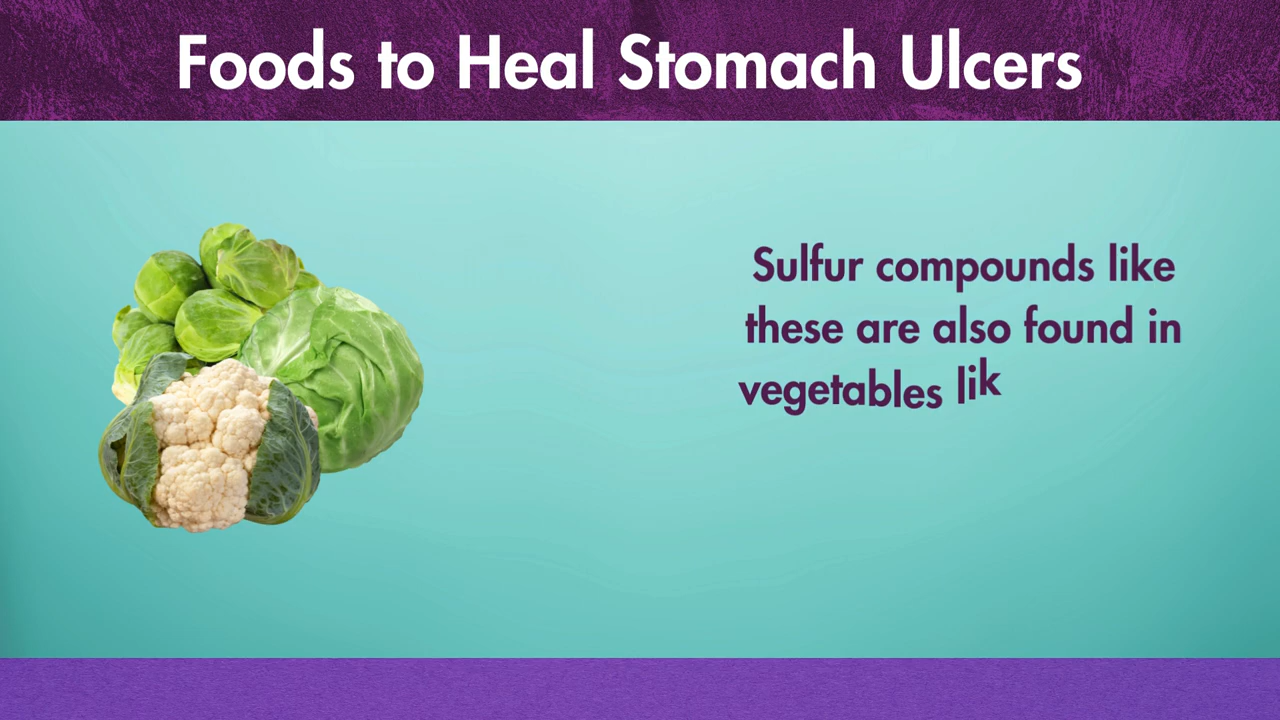 Foods to Heal Stomach Ulcers
Sulfur compounds like
these are also found in
vegetables lik